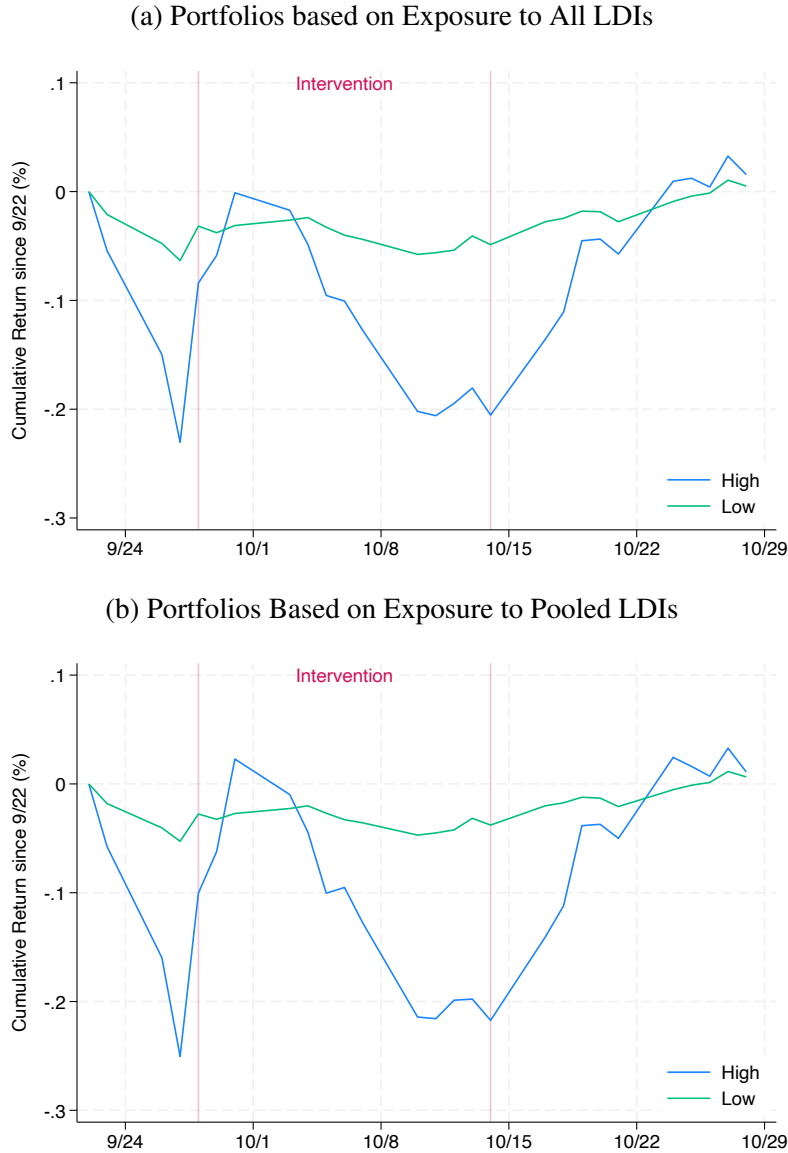 (a) Portfolios based on Exposure to All LDIs
Intervention
Cumulative Return since 9/22 (%)
.1
0
-.1
-.2
-.3
High
Low
9/24 10/1 10/8 10/15 10/22 10/29
(b) Portfolios Based on Exposure to Pooled LDIs
Intervention
Cumulative Return since 9/22 (%)
.1
0
-.1
-.2
-.3
High
Low
9/24 10/1 10/8 10/15 10/22 10/29